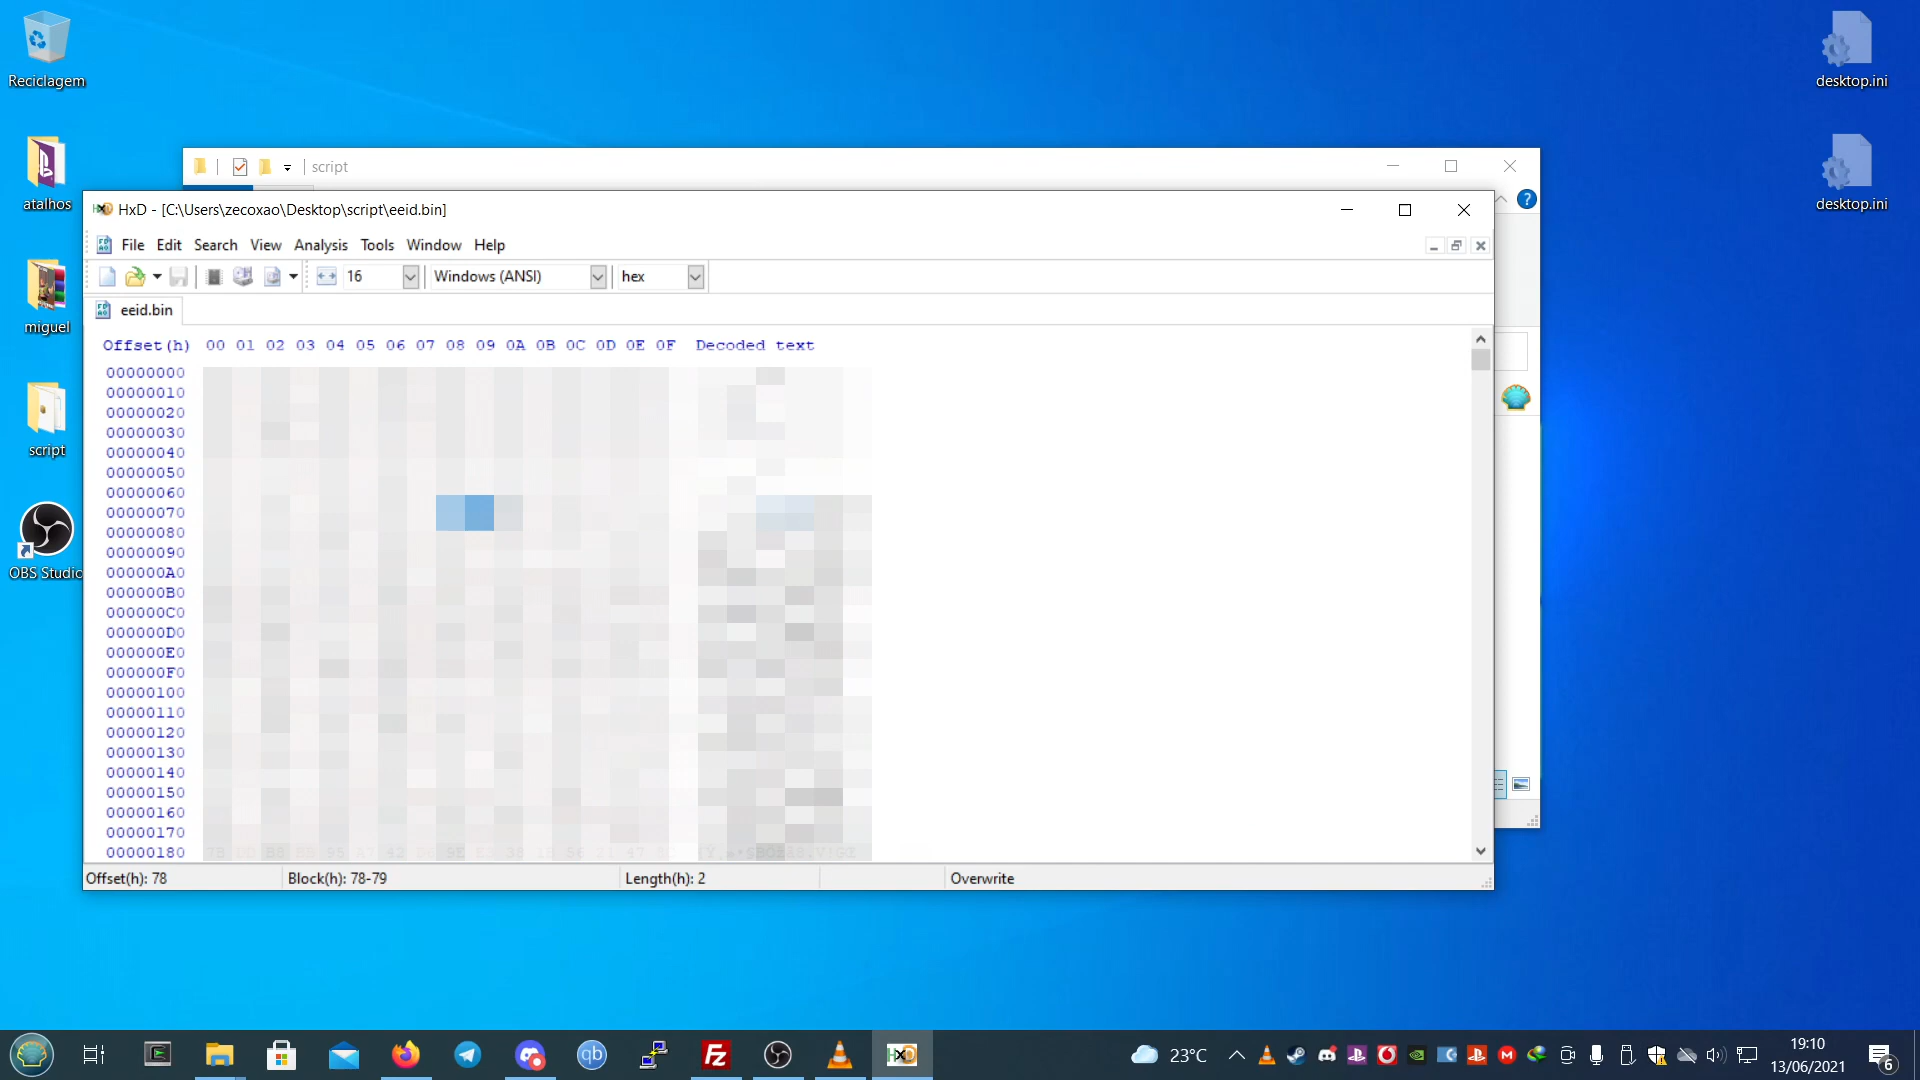 Reciclagem
atalhos
miguel
script
OBS Studio
desktop.ini
desktop.ini
script
HxD - [C:\Users\zecoxao\Desktop\script\eeid.bin]
File Edit Search View Analysis Tools Window Help
16 Windows (ANSI) hex
eeid.bin
Offset(h) 00 01 02 03 04 05 06 07 08 09 0A 0B 0C 0D 0E 0F Decoded text
00000000
00000010
00000020
00000030
00000040
00000050
00000060
00000070
00000080
00000090
000000A0
000000B0
000000C0
000000D0
000000E0
000000F0
00000100
00000110
00000120
00000130
00000140
00000150
00000160
00000170
00000180
Offset(h): 78 Block(h): 78-79 Length(h): 2 Overwrite
23°C
19:10
13/06/2021
6